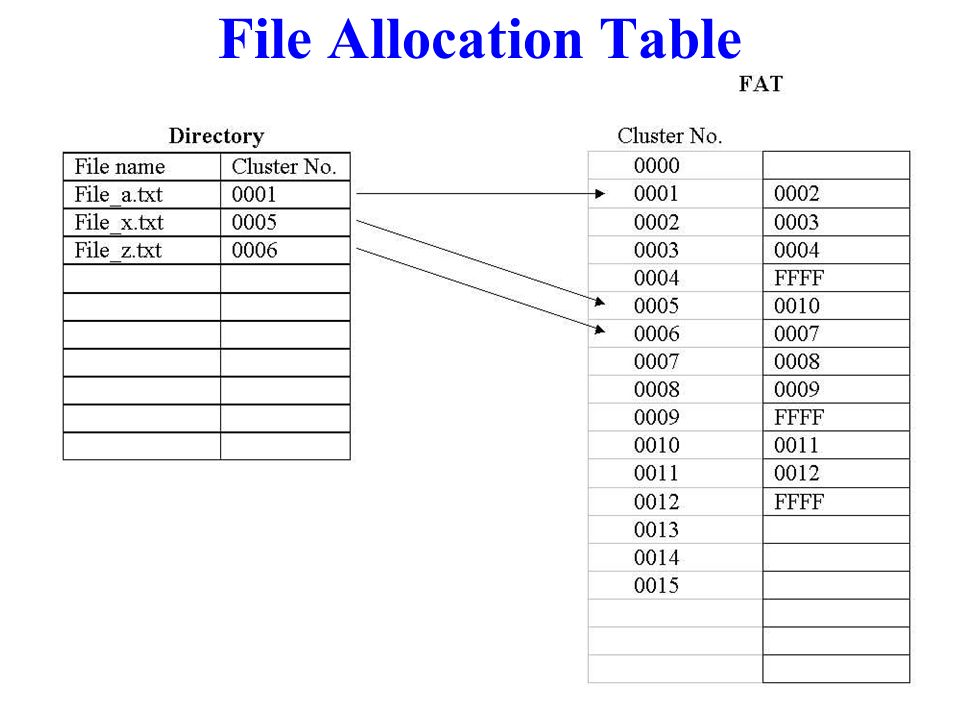 File Allocation Table
FAT
Directory
File name Cluster No.
File_a.txt 0001
File_x.txt 0005
File_z.txt 0006
Cluster No.
0000
0001 0002
0002 0003
0003 0004
0004 FFFF
0005 0010
0006 0007
0007 0008
0008 0009
0009 FFFF
0010 0011
0011 0012
0012 FFFF
0013
0014
0015